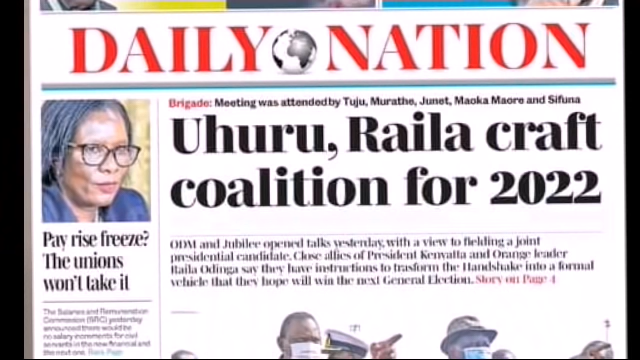 DAILY NATION
Brigade: Meeting was attended by Tuju, Murathe, Junet, Maoka Maore and Sifuna
Uhuru, Raila craft
coalition for 2022
ODM and Jubilee opened talks yesterday, with a view to fielding a joint
presidential candidate. Close allies of President Kenyatta and Orange leader
Raila Odinga say they have instructions to trasform the Handshake into a formal
vehicle that they hope will win the next General Election. Story on Page 4
Pay rise freeze?
The unions
won't take it
The Salaries and Remuneration
Commission (SRC) yesterday
announced there would be
no salary increments for civil
servants in the new financial and
the next one. Back Page